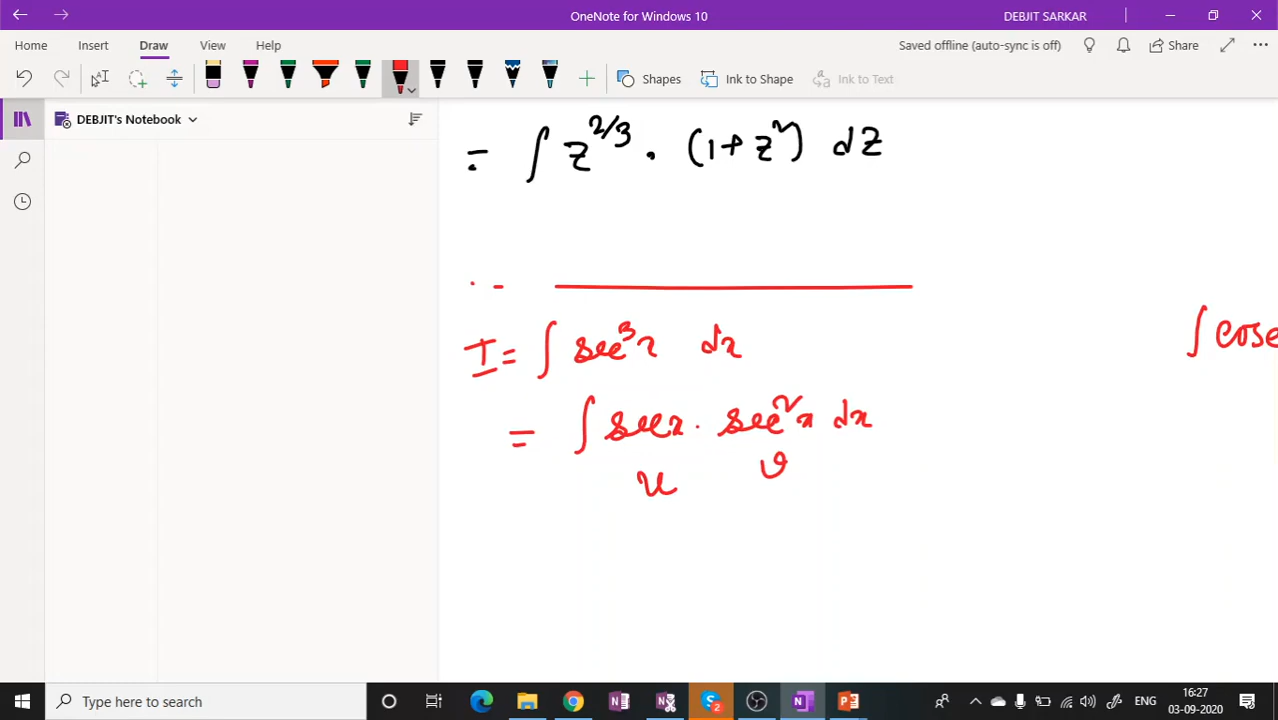 OneNote for Windows 10
DEBJIT SARKAR
Home Insert Draw View Help
Saved offline (auto-sync is off)
Share
Shapes
Ink to Shape
Ink to Text
DEBJIT's Notebook
= ∫ z^{2/3} . (1+z²) dz
I = ∫ sec³x dx
∫ cose
= ∫ secx . sec²x dx
u v
Type here to search
2
ENG
16:27
03-09-2020